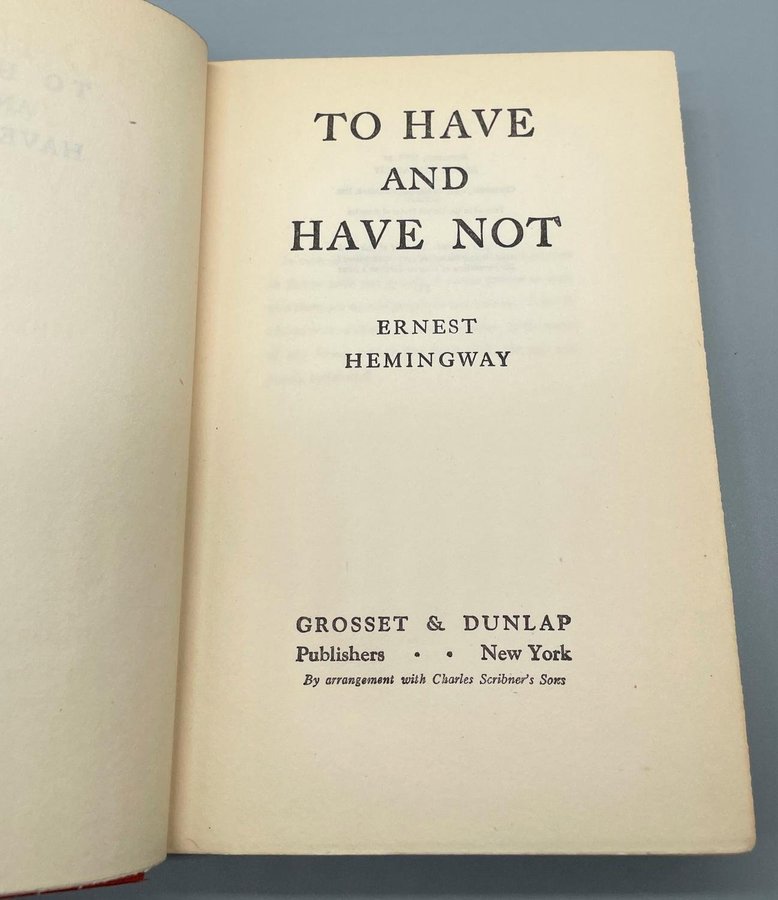 TO HAVE
AND
HAVE NOT
ERNEST
HEMINGWAY
GROSSET & DUNLAP
Publishers • • New York
By arrangement with Charles Scribner's Sons